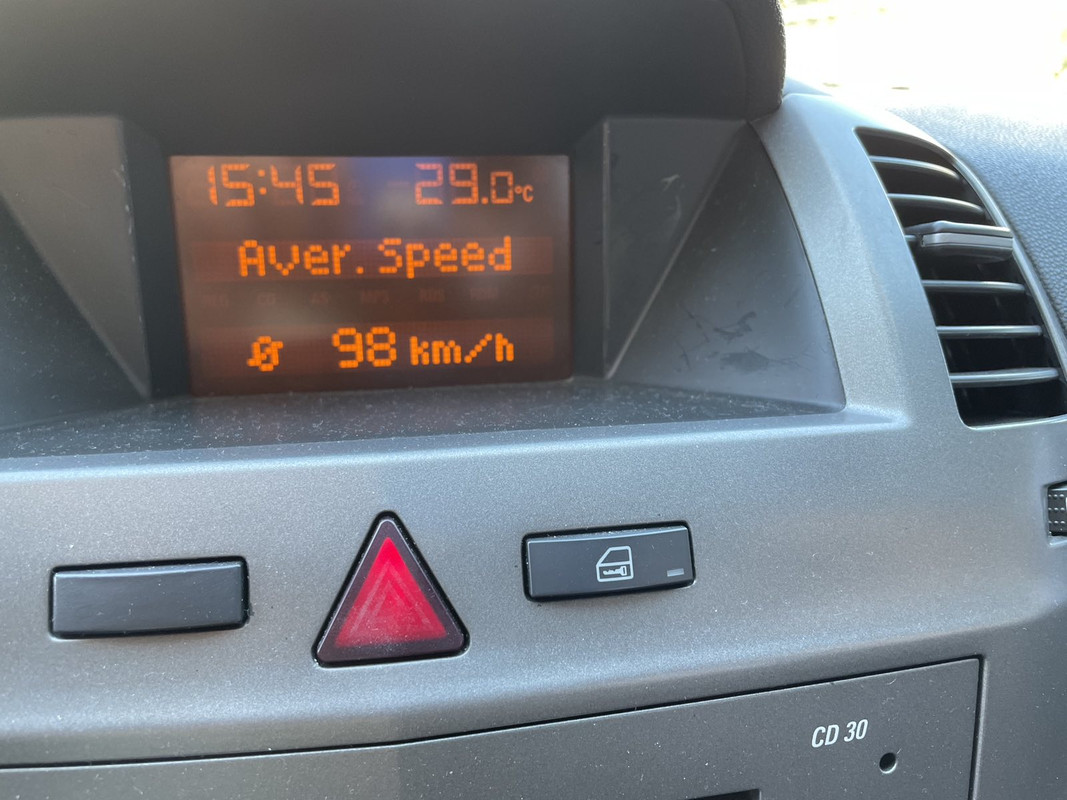 15:45 29.0°C
Aver.Speed
Ø 98 km/h
CD 30